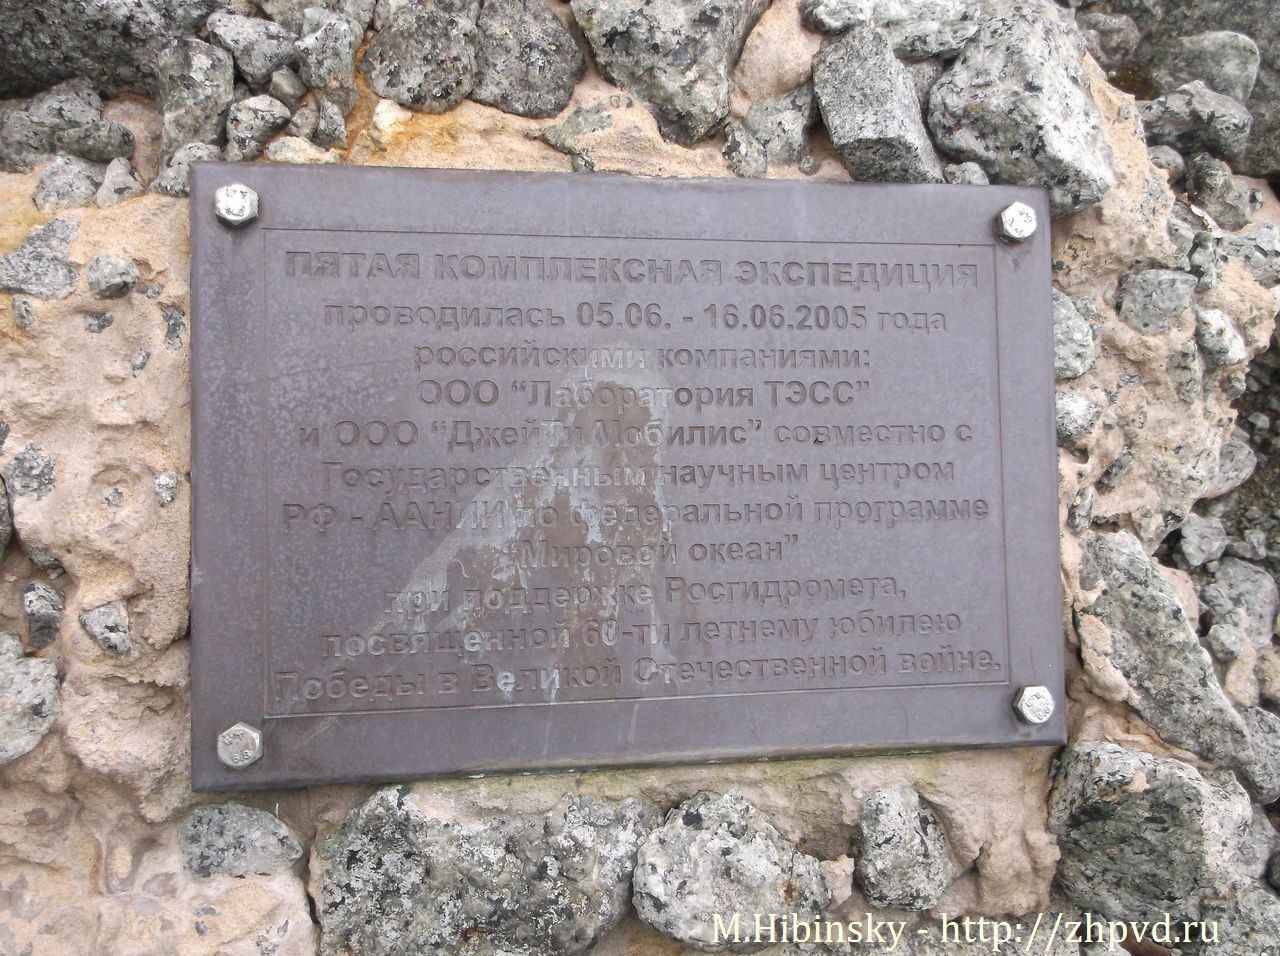 ПЯТАЯ КОМПЛЕКСНАЯ ЭКСПЕДИЦИЯ
проводилась 05.06. - 16.06.2005 года
российскими компаниями:
ООО “Лаборатория ТЭСС”
и ООО “ДжейТи Мобилис” совместно с
Государственным научным центром
РФ - ААНИИ по федеральной программе
“Мировой океан”
при поддержке Росгидромета,
посвященной 60-ти летнему юбилею
Победы в Великой Отечественной войне.
M.Hibinsky - http://zhpvd.ru